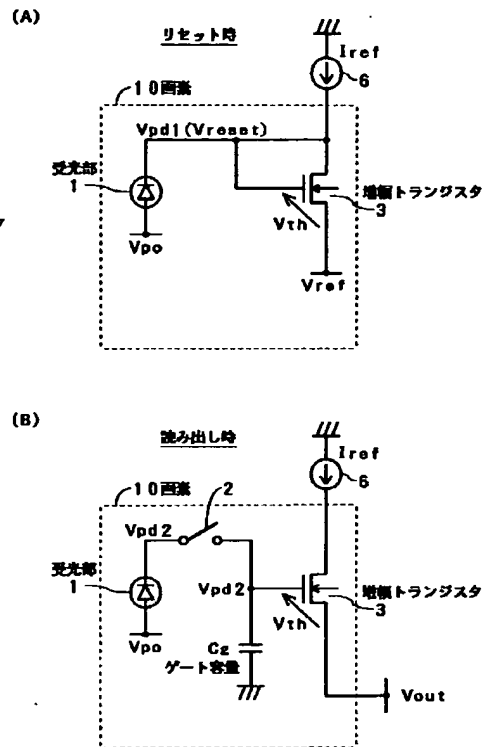 (A)
リセット時
Iref
6
10画素
Vpd1(Vreset)
受光部
1
増幅トランジスタ
3
Vth
Vpo
Vref
(B)
読み出し時
Iref
6
10画素
2
Vpd2
受光部
1
Vpd2
増幅トランジスタ
3
Vth
Vpo
Cg
ゲート容量
Vout